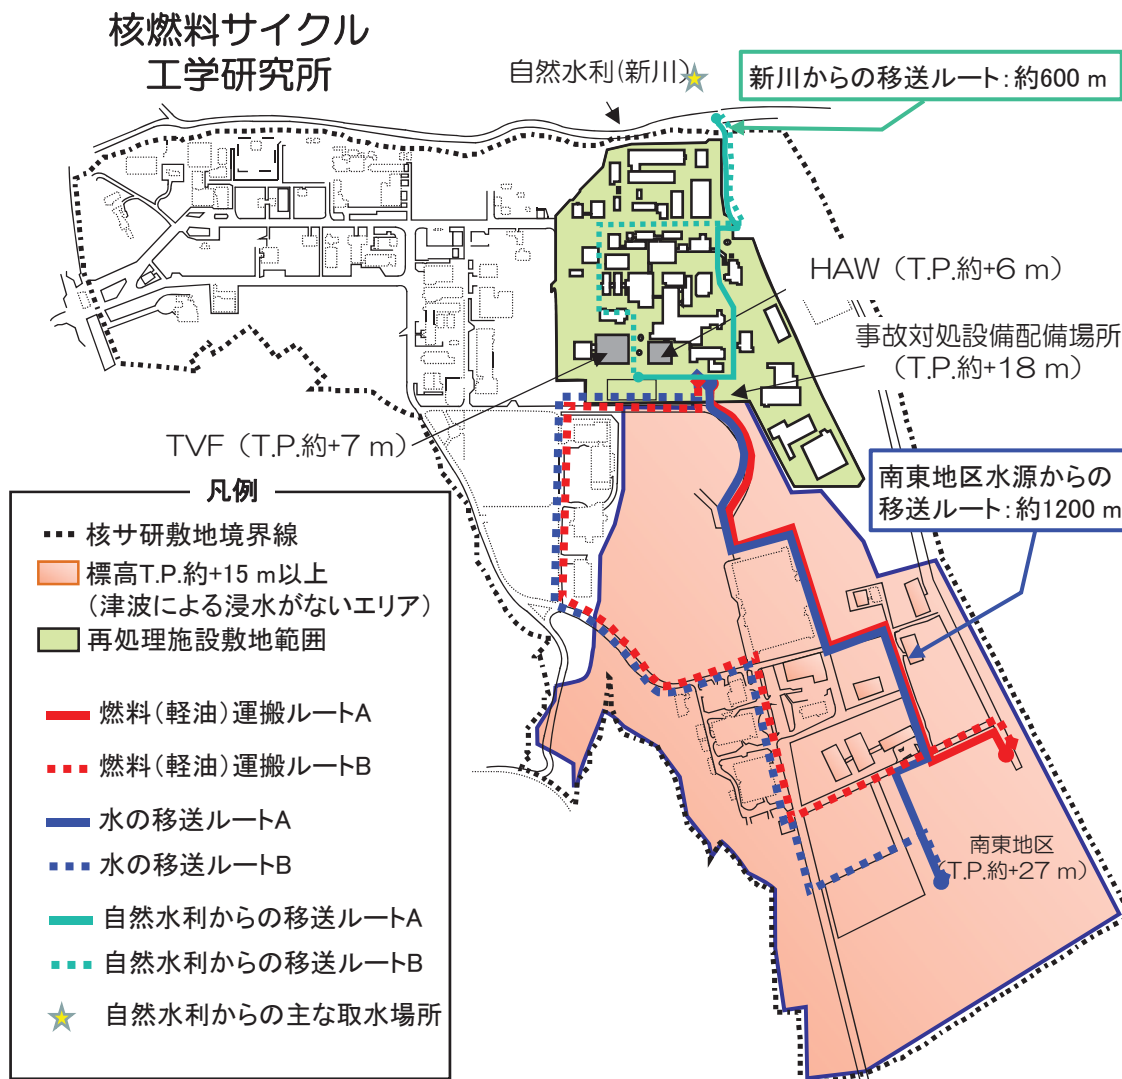 核燃料サイクル
工学研究所
自然水利(新川)
新川からの移送ルート:約600 m
HAW(T.P.約+6 m)
事故対処設備配備場所
(T.P.約+18 m)
TVF(T.P.約+7 m)
南東地区水源からの
移送ルート:約1200 m
凡例
核サ研敷地境界線
標高T.P.約+15 m以上
(津波による浸水がないエリア)
再処理施設敷地範囲
燃料(軽油)運搬ルートA
燃料(軽油)運搬ルートB
水の移送ルートA
水の移送ルートB
自然水利からの移送ルートA
自然水利からの移送ルートB
自然水利からの主な取水場所
南東地区
(T.P.約+27 m)